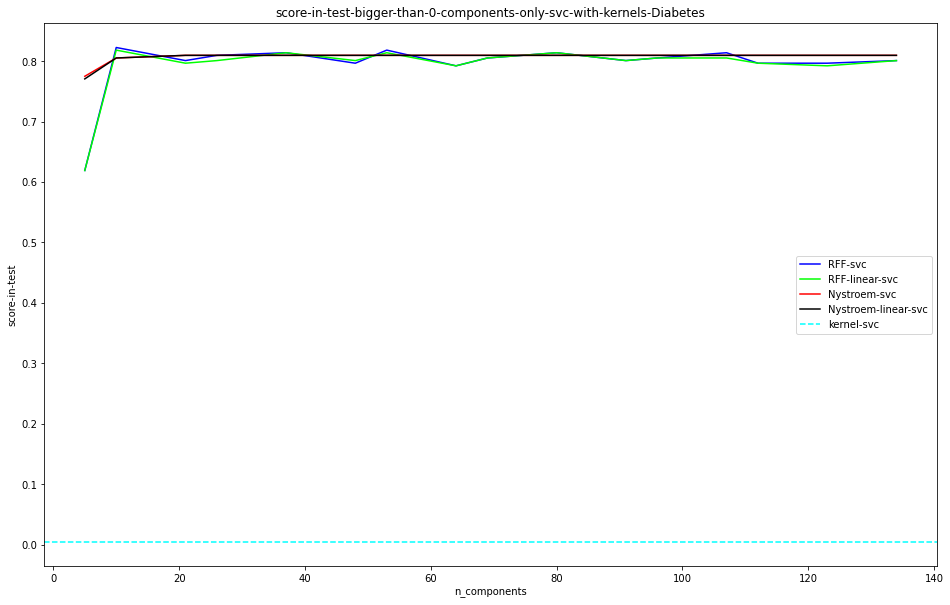 score-in-test-bigger-than-0-components-only-svc-with-kernels-Diabetes
0.8
0.7
0.6
0.5
0.4
0.3
0.2
0.1
0.0
score-in-test
RFF-svc
RFF-linear-svc
Nystroem-svc
Nystroem-linear-svc
kernel-svc
0 20 40 60 80 100 120 140
n_components